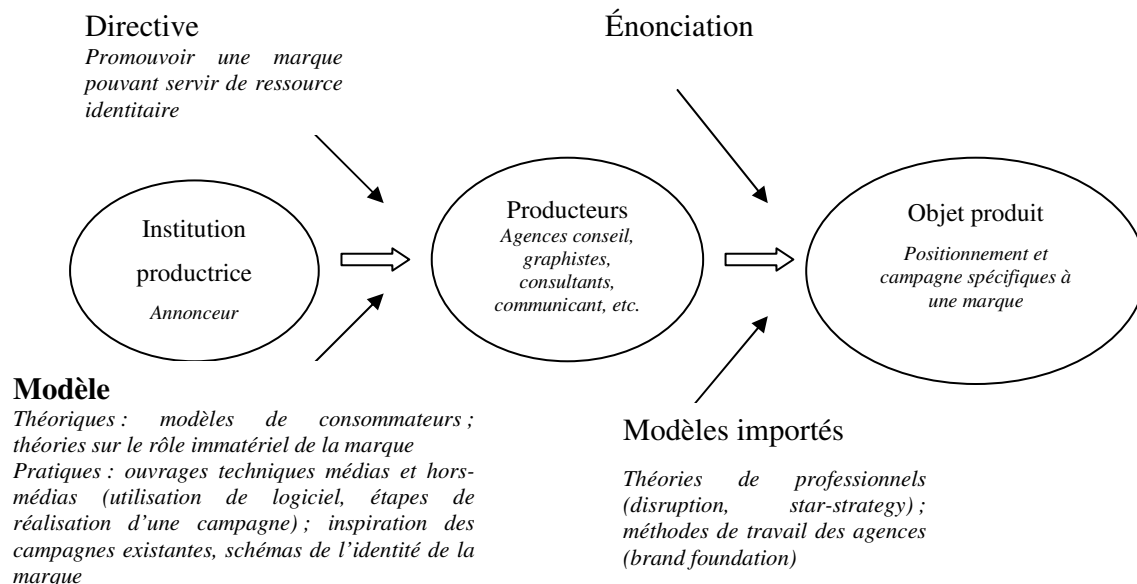 Directive
Promouvoir une marque
pouvant servir de ressource
identitaire
Énonciation
Institution
productrice
Annonceur
Producteurs
Agences conseil,
graphistes,
consultants,
communicant, etc.
Objet produit
Positionnement et
campagne spécifiques à
une marque
Modèle
Théoriques : modèles de consommateurs ;
théories sur le rôle immatériel de la marque
Pratiques : ouvrages techniques médias et hors-
médias (utilisation de logiciel, étapes de
réalisation d'une campagne) ; inspiration des
campagnes existantes, schémas de l'identité de la
marque
Modèles importés
Théories de professionnels
(disruption, star-strategy) ;
méthodes de travail des agences
(brand foundation)